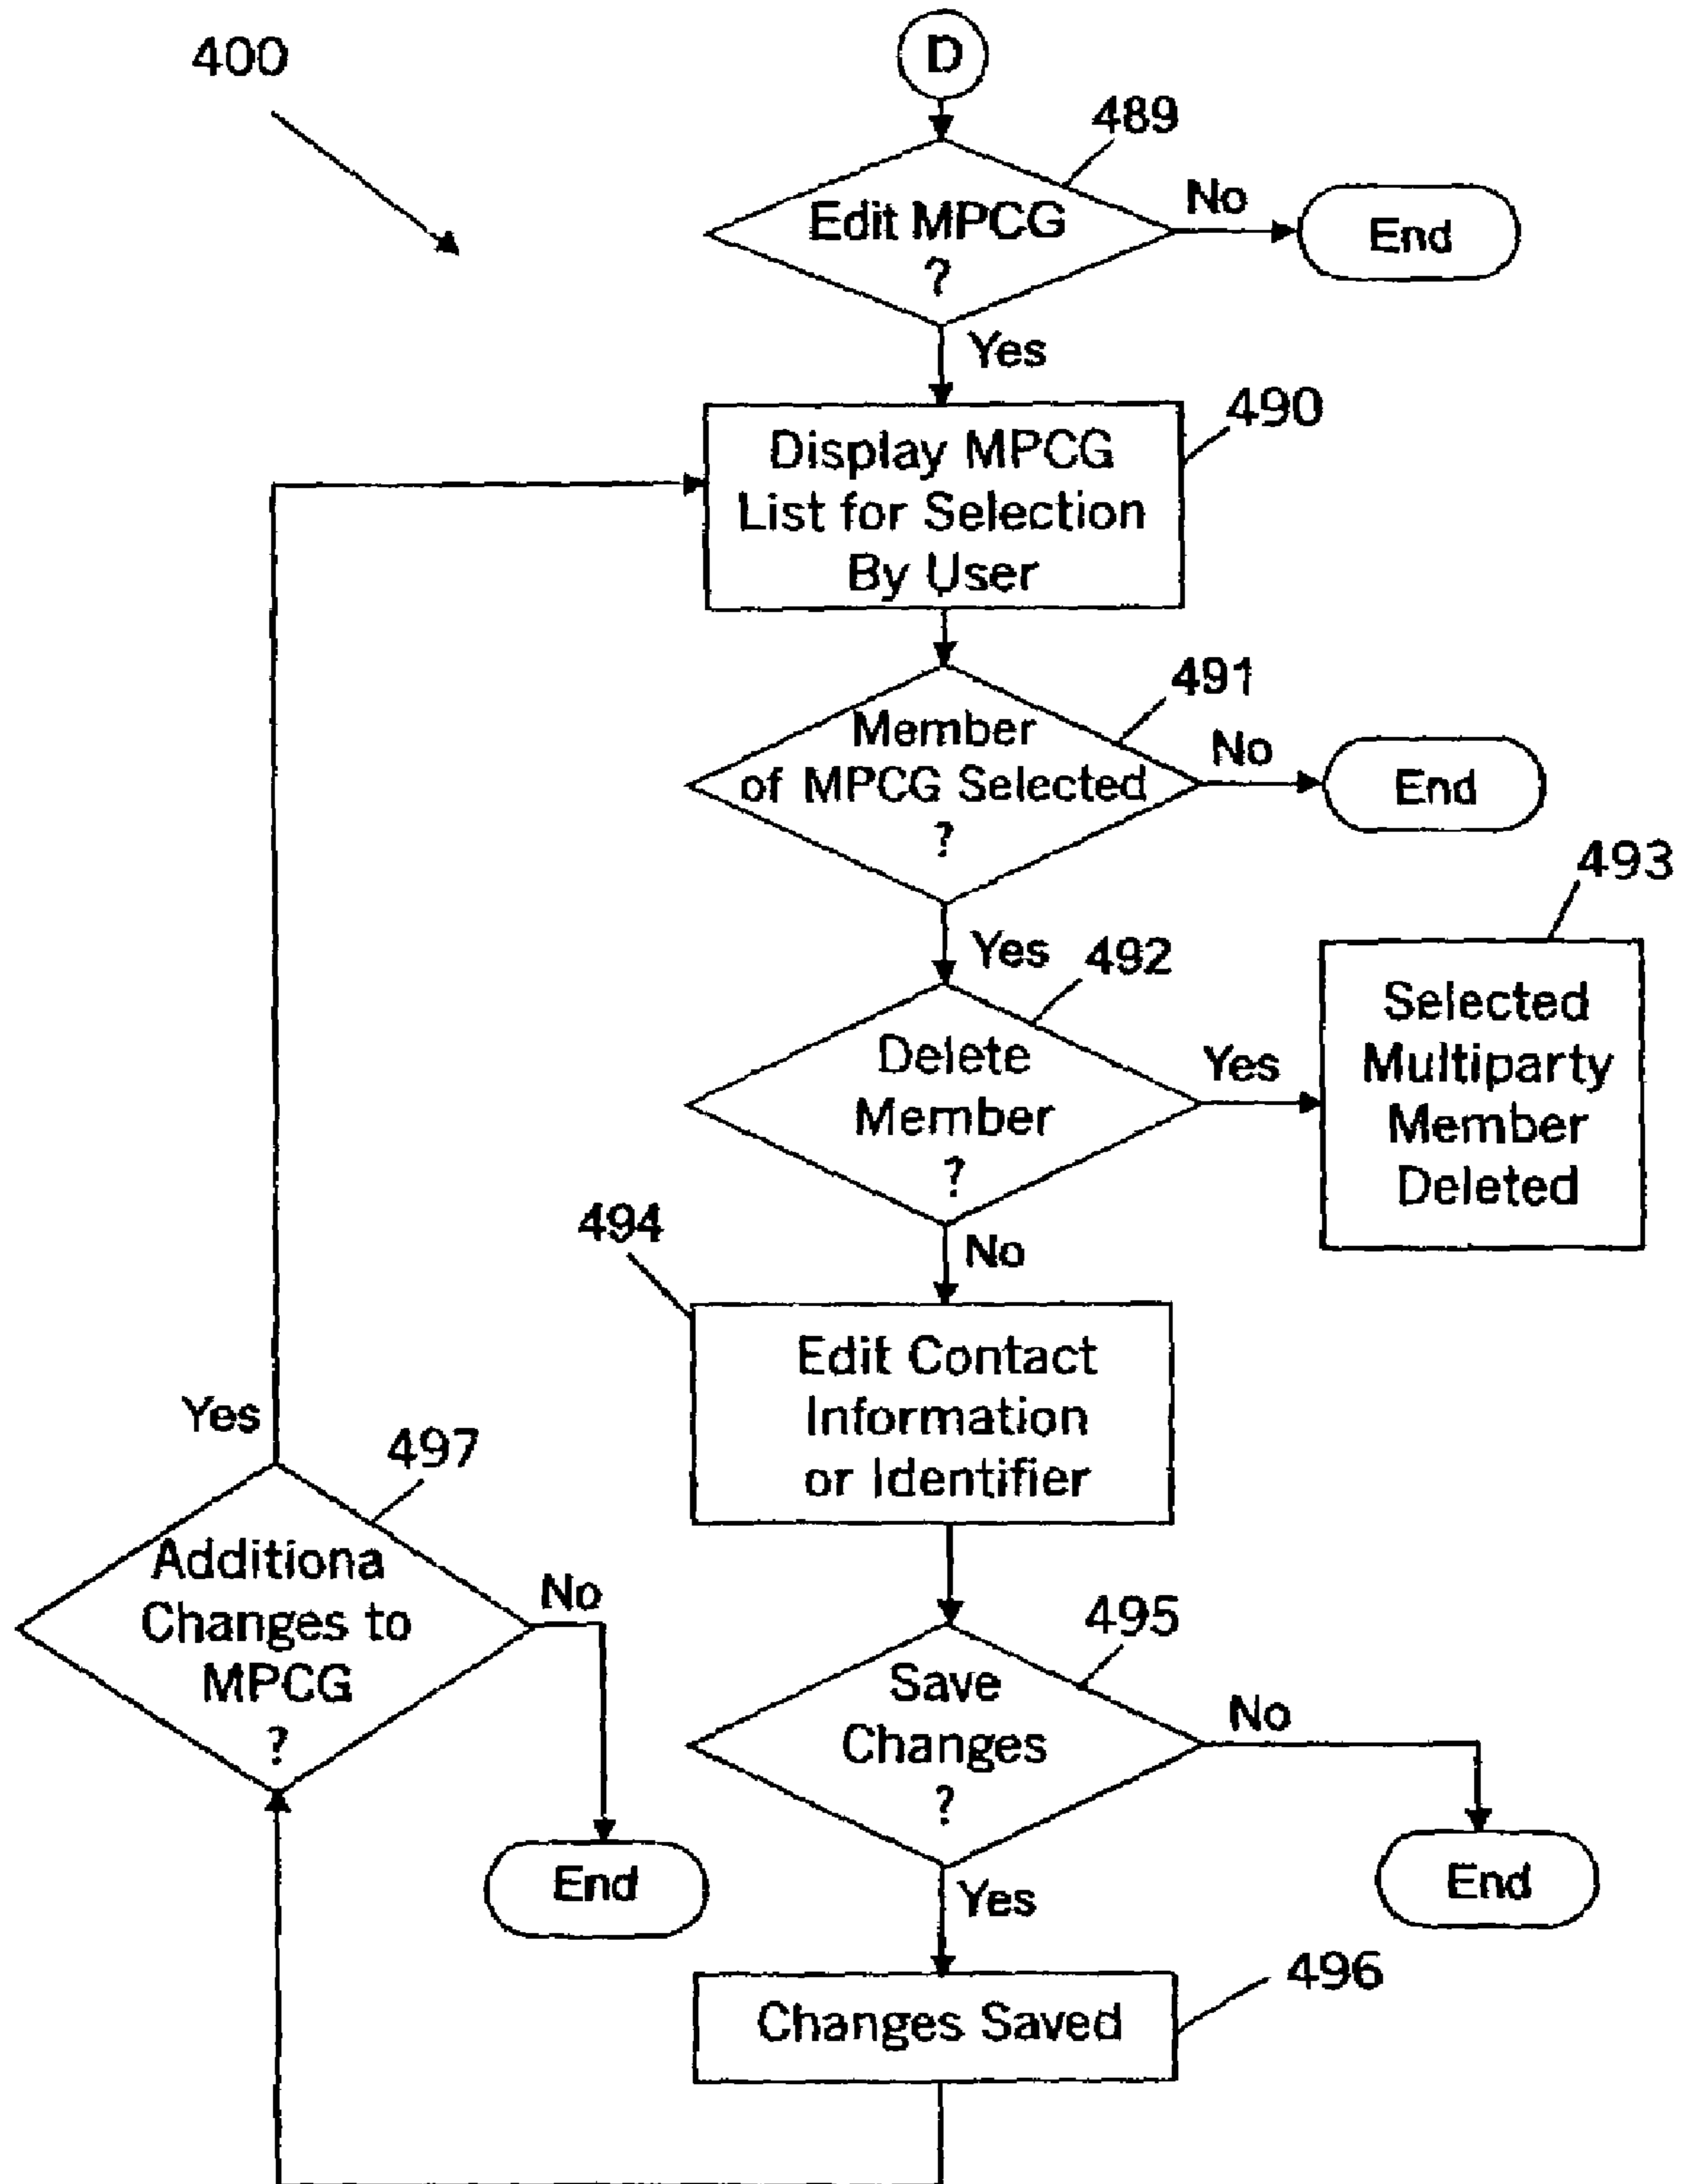 400
D
489
Edit MPCG
?
No
End
Yes
490
Display MPCG
List for Selection
By User
491
Member
of MPCG Selected
?
No
End
Yes
492
Delete
Member
?
Yes
493
Selected
Multiparty
Member
Deleted
No
494
Edit Contact
Information
or Identifier
495
Save
Changes
?
No
End
Yes
496
Changes Saved
497
Additiona
Changes to
MPCG
?
Yes
No
End